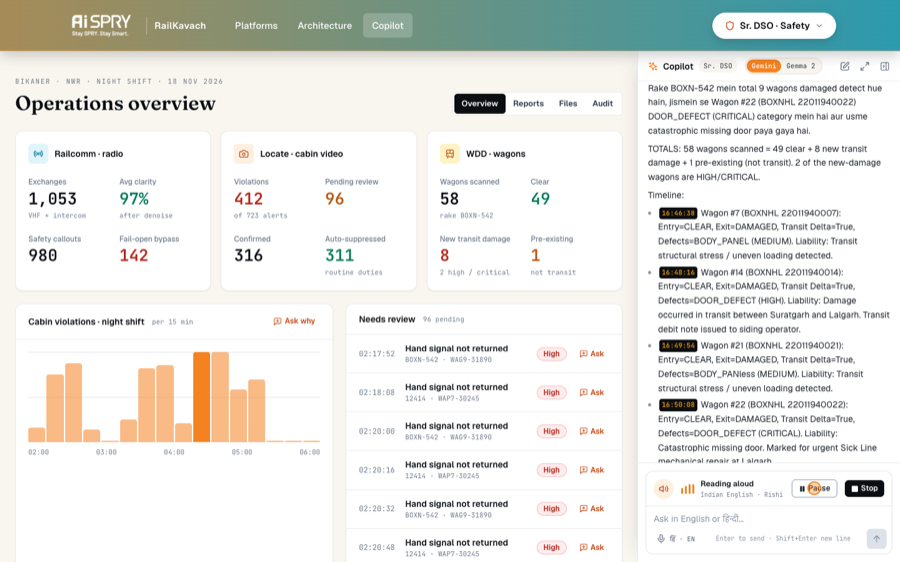 AiSPRY
Stay SPRY. Stay Smart.
RailKavach
Platforms
Architecture
Copilot
Sr. DSO · Safety
BIKANER · NWR · NIGHT SHIFT · 18 NOV 2026
Operations overview
Overview
Reports
Files
Audit
Railcomm · radio
Exchanges
1,053
VHF + intercom
Avg clarity
97%
after denoise
Safety callouts
980
Fail-open bypass
142
Locate · cabin video
Violations
412
of 723 alerts
Pending review
96
Confirmed
316
Auto-suppressed
311
routine duties
WDD · wagons
Wagons scanned
58
rake BOXN-542
Clear
49
New transit damage
8
2 high / critical
Pre-existing
1
not transit
Cabin violations · night shift per 15 min
Ask why
02:00 03:00 04:00 05:00 06:00
Needs review 96 pending
02:17:52 Hand signal not returned High Ask
BOXN-542 · WAG9-31890
02:18:08 Hand signal not returned High Ask
12414 · WAP7-30245
02:20:00 Hand signal not returned High Ask
BOXN-542 · WAG9-31890
02:20:16 Hand signal not returned High Ask
12414 · WAP7-30245
02:20:32 Hand signal not returned High Ask
BOXN-542 · WAG9-31890
02:20:48 Hand signal not returned High Ask
12414 · WAP7-30245
Copilot Sr. DSO Gemini Gemma 2
Rake BOXN-542 mein total 9 wagons damaged detect hue
hain, jismein se Wagon #22 (BOXNHL 22011940022)
DOOR_DEFECT (CRITICAL) category mein hai aur usme
catastrophic missing door paya gaya hai.
TOTALS: 58 wagons scanned = 49 clear + 8 new transit
damage + 1 pre-existing (not transit). 2 of the new-damage
wagons are HIGH/CRITICAL.
Timeline:
16:46:38 Wagon #7 (BOXNHL 22011940007):
Entry=CLEAR, Exit=DAMAGED, Transit Delta=True,
Defects=BODY_PANEL (MEDIUM). Liability: Transit
structural stress / uneven loading detected.
16:48:16 Wagon #14 (BOXNHL 22011940014):
Entry=CLEAR, Exit=DAMAGED, Transit Delta=True,
Defects=DOOR_DEFECT (HIGH). Liability: Damage
occurred in transit between Suratgarh and Lalgarh. Transit
debit note issued to siding operator.
16:49:54 Wagon #21 (BOXNHL 22011940021):
Entry=CLEAR, Exit=DAMAGED, Transit Delta=True,
Defects=BODY_PANless (MEDIUM). Liability: Transit
structural stress / uneven loading detected.
16:50:08 Wagon #22 (BOXNHL 22011940022):
Entry=CLEAR, Exit=DAMAGED, Transit Delta=True,
Defects=DOOR_DEFECT (CRITICAL). Liability:
Catastrophic missing door. Marked for urgent Sick Line
mechanical repair at Lalgarh.
Reading aloud
Indian English · Rishi
Pause
Stop
Ask in English or हिन्दी…
हि · EN
Enter to send · Shift+Enter new line